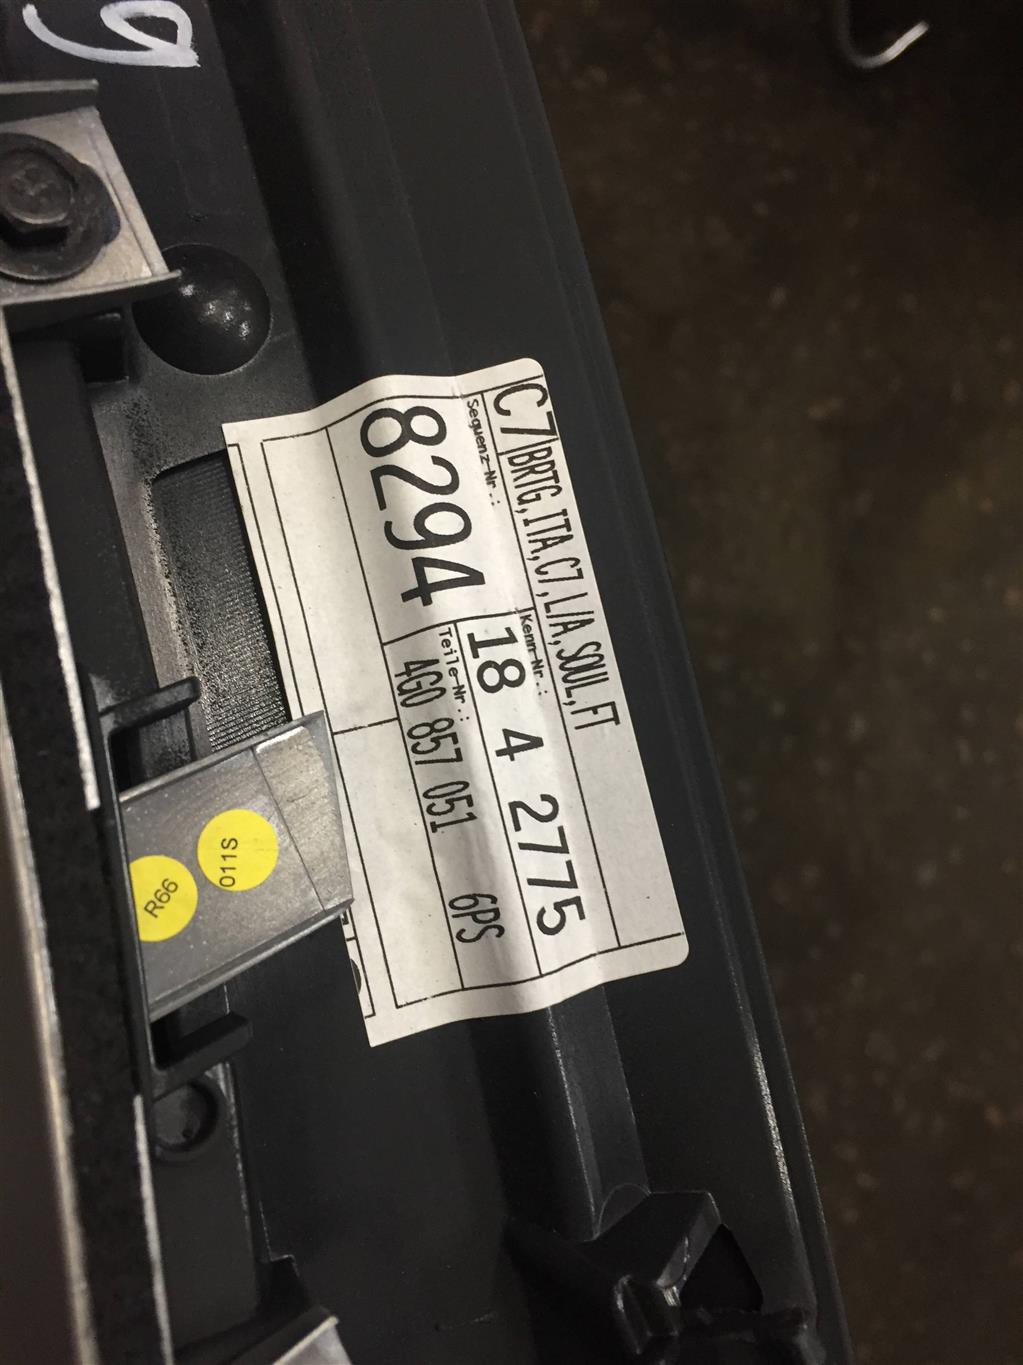 C7/BRTG,ITA,C7,L/A,SOUL,FT
Sequenz-Nr.:
8294
Kenn-Nr.:
18 4 2775
Teile-Nr.:
4G0 857 051 6PS
011S
R66